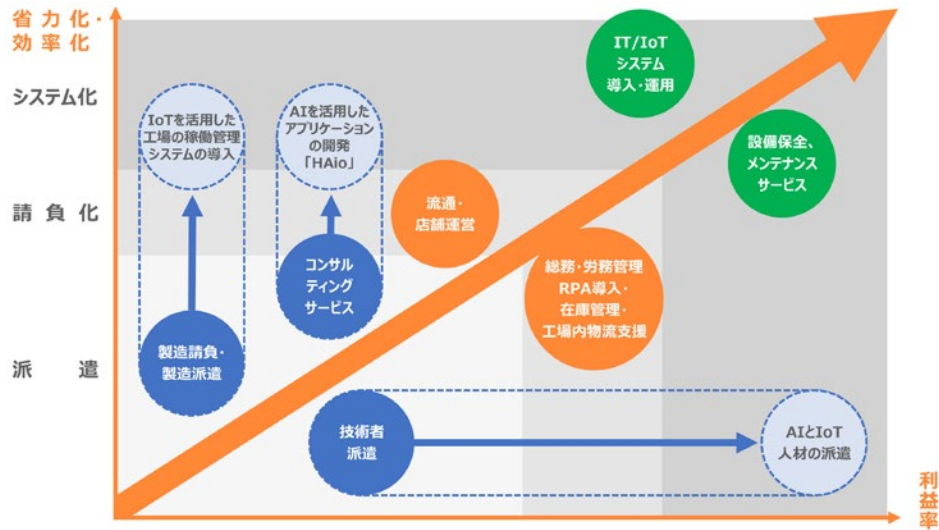 省力化・
効率化
システム化
請負化
派遣
IoTを活用した
工場の稼働管理
システムの導入
AIを活用した
アプリケーション
の開発
「HAio」
IT/IoT
システム
導入・運用
設備保全、
メンテナンス
サービス
流通・
店舗運営
コンサル
ティング
サービス
総務・労務管理
RPA導入・
在庫管理・
工場内物流支援
製造請負・
製造派遣
技術者
派遣
AIとIoT
人材の派遣
利益率